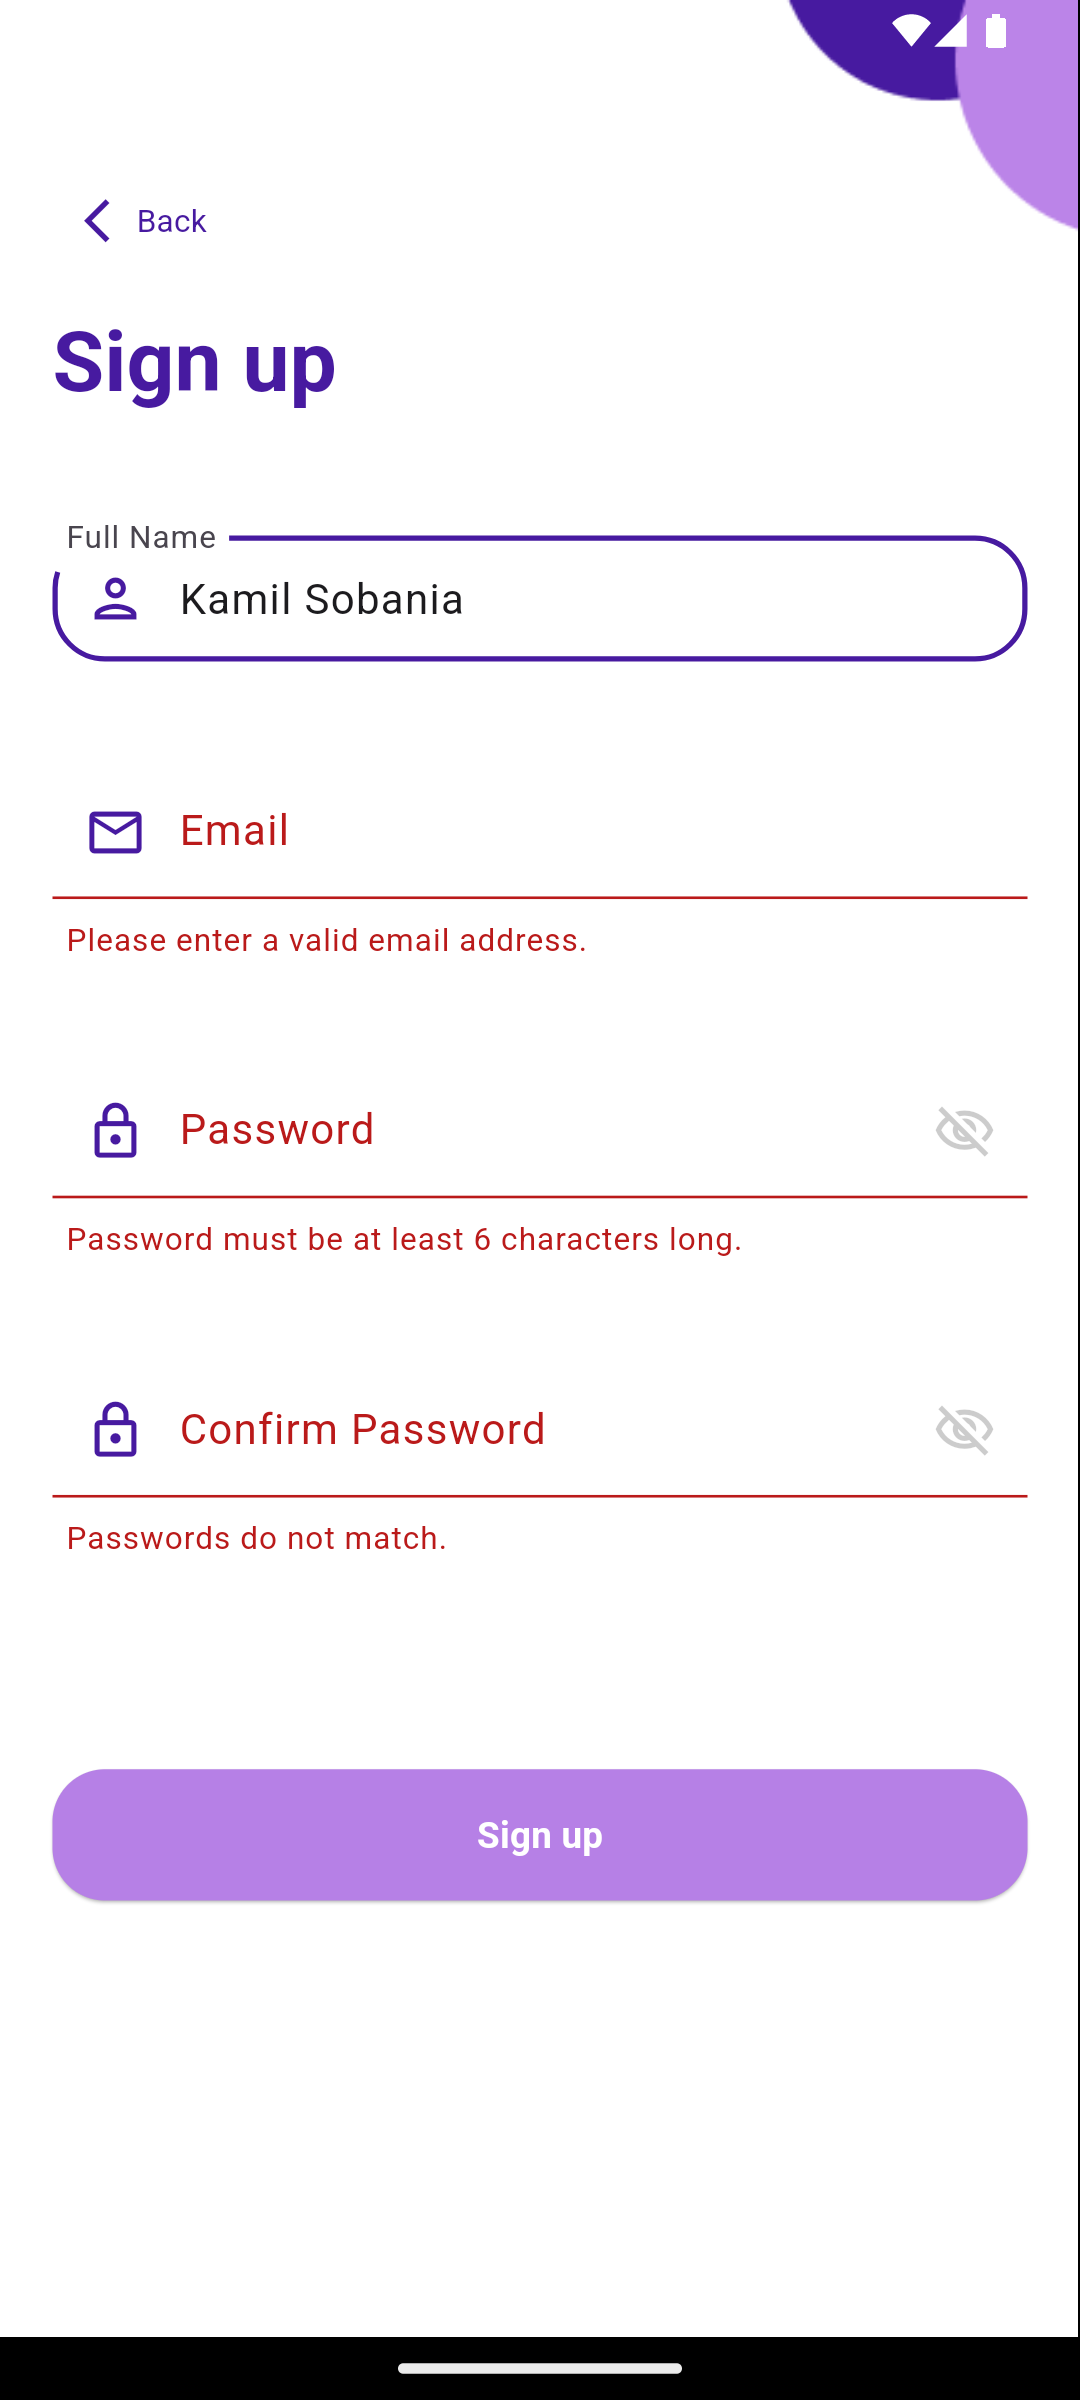 Back
Sign up
Full Name
Kamil Sobania
Email
Please enter a valid email address.
Password
Password must be at least 6 characters long.
Confirm Password
Passwords do not match.
Sign up